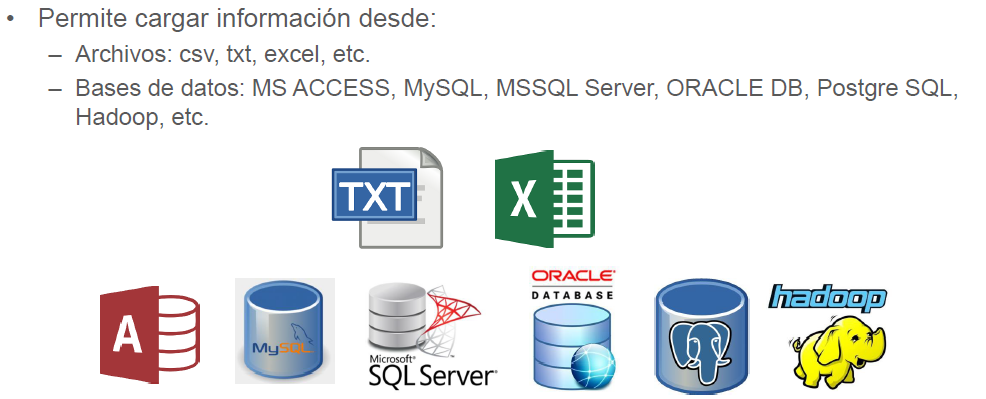 • Permite cargar información desde:
– Archivos: csv, txt, excel, etc.
– Bases de datos: MS ACCESS, MySQL, MSSQL Server, ORACLE DB, Postgre SQL,
Hadoop, etc.
TXT
X
A
MySQL
Microsoft®
SQL Server®
ORACLE®
DATABASE
hadoop